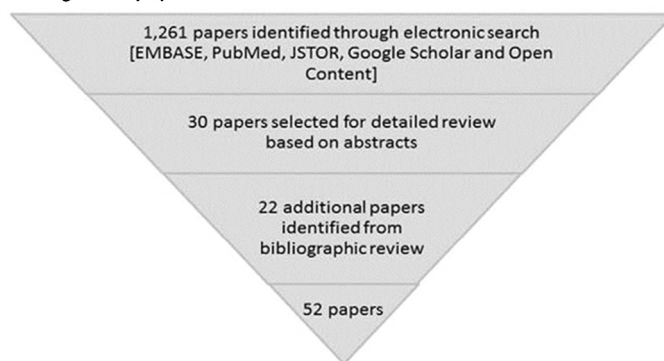 1,261 papers identified through electronic search
[EMBASE, PubMed, JSTOR, Google Scholar and Open
Content]
30 papers selected for detailed review
based on abstracts
22 additional papers
identified from
bibliographic review
52 papers